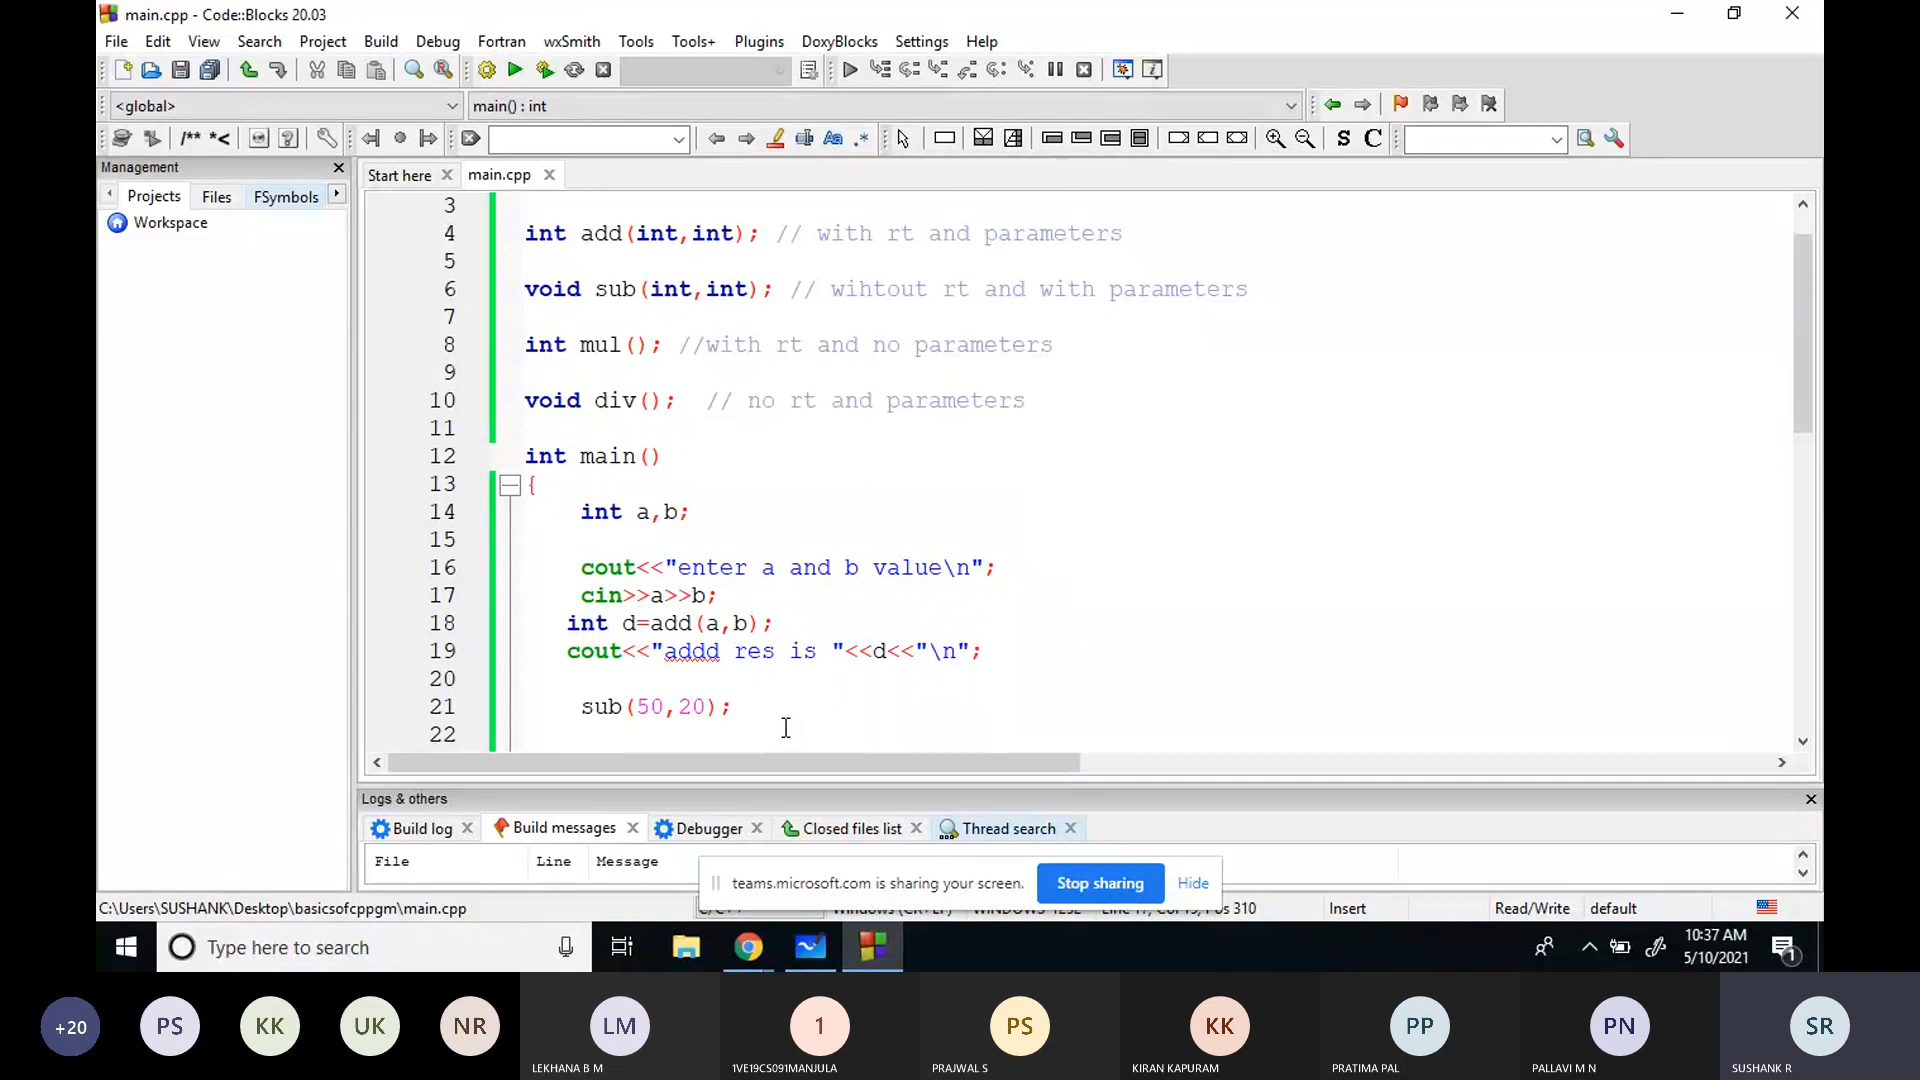 main.cpp - Code::Blocks 20.03
File Edit View Search Project Build Debug Fortran wxSmith Tools Tools+ Plugins DoxyBlocks Settings Help
<global> main() : int
/** *< Aa .* S C
Management
Start here main.cpp
Projects Files FSymbols
Workspace
3
4 int add(int,int); // with rt and parameters
5
6 void sub(int,int); // wihtout rt and with parameters
7
8 int mul(); //with rt and no parameters
9
10 void div(); // no rt and parameters
11
12 int main()
13 {
14 int a,b;
15
16 cout<<"enter a and b value\n";
17 cin>>a>>b;
18 int d=add(a,b);
19 cout<<"addd res is "<<d<<"\n";
20
21 sub(50,20);
22
Logs & others
Build log Build messages Debugger Closed files list Thread search
File Line Message
teams.microsoft.com is sharing your screen. Stop sharing Hide
C:\Users\SUSHANK\Desktop\basicsofcppgm\main.cpp Pos 310 Insert Read/Write default
Type here to search
10:37 AM
5/10/2021
1
+20 PS KK UK NR LM 1 PS KK PP PN SR
LEKHANA B M 1VE19CS091MANJULA PRAJWAL S KIRAN KAPURAM PRATIMA PAL PALLAVI M N SUSHANK R